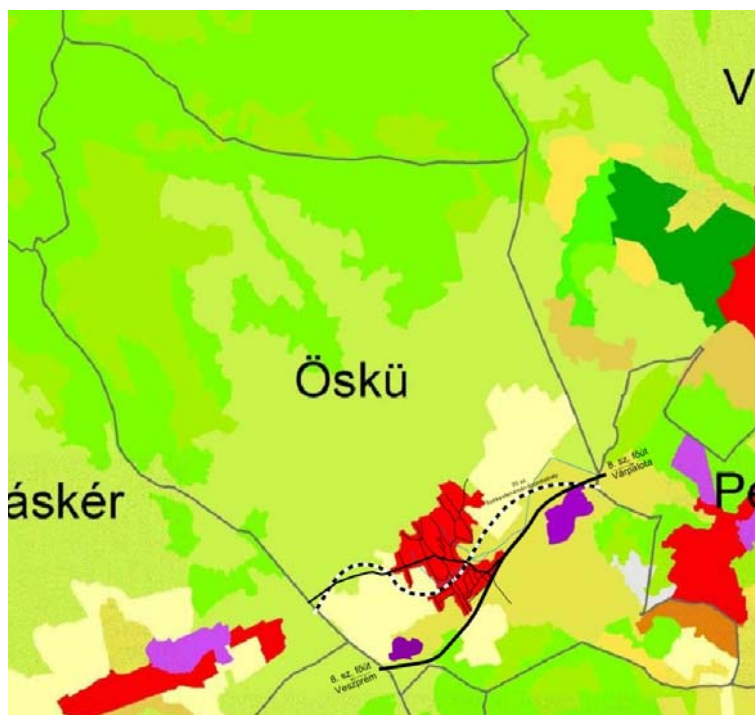 V
Öskü
8. sz. főút
Várpalota
áskér
Pe
8. sz. főút
Veszprém